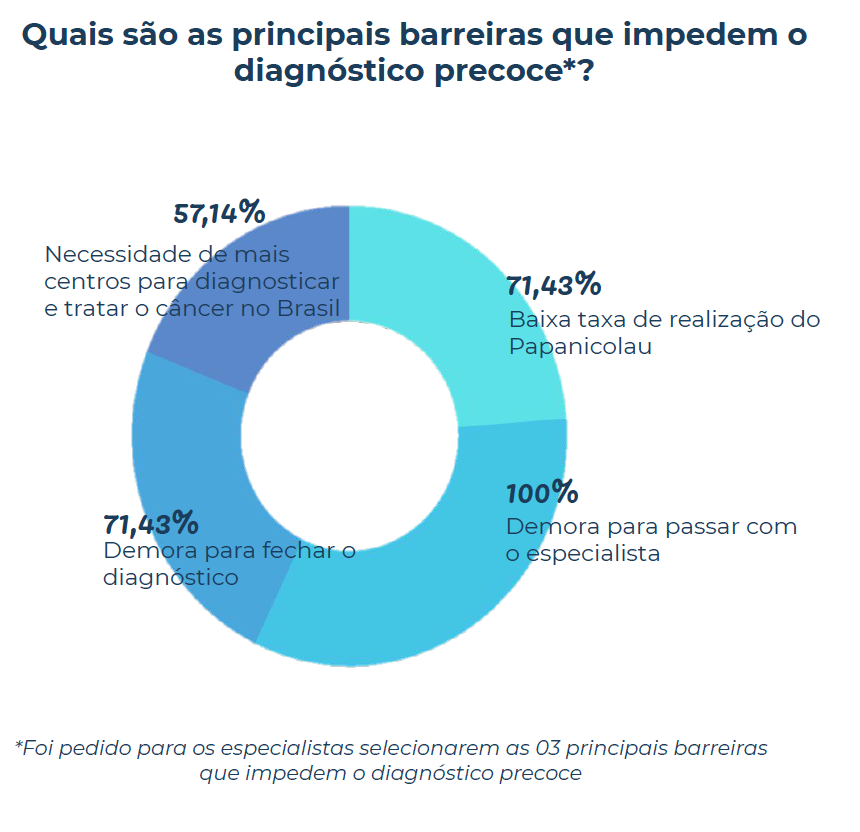 Quais são as principais barreiras que impedem o
diagnóstico precoce*?
57,14%
Necessidade de mais
centros para diagnosticar
e tratar o câncer no Brasil
71,43%
Baixa taxa de realização do
Papanicolau
100%
Demora para passar com
o especialista
71,43%
Demora para fechar o
diagnóstico
*Foi pedido para os especialistas selecionarem as 03 principais barreiras
que impedem o diagnóstico precoce